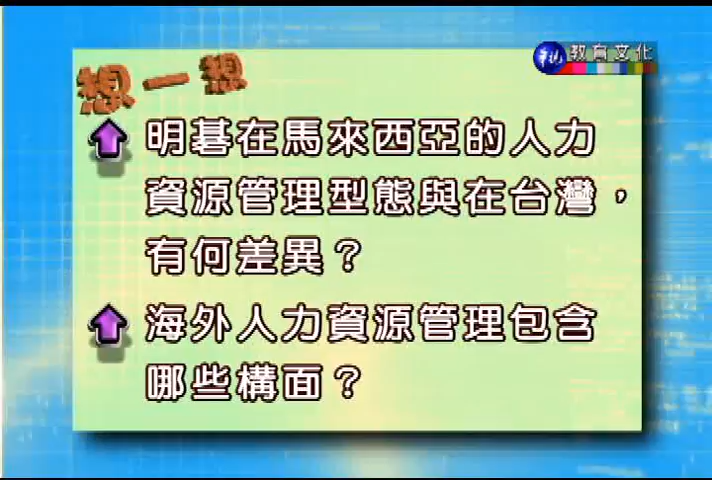 想一想
教育文化
明碁在馬來西亞的人力
資源管理型態與在台灣，
有何差異？
海外人力資源管理包含
哪些構面？